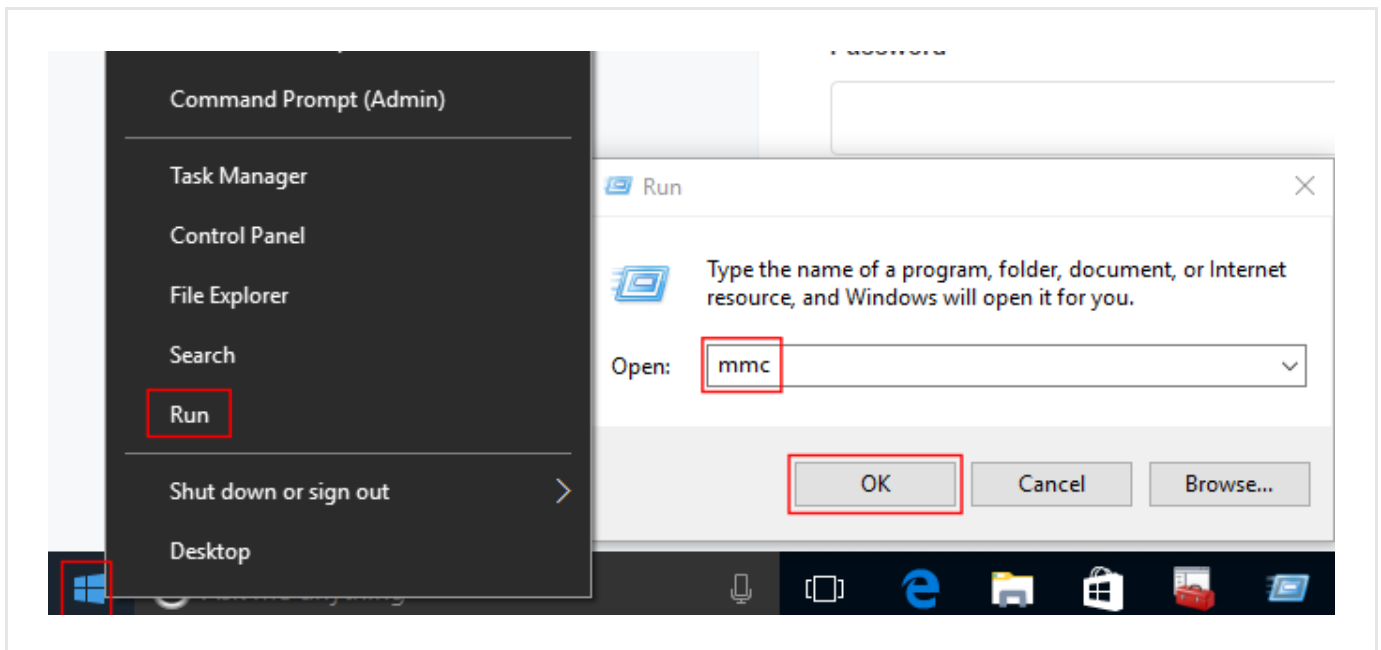 Command Prompt (Admin)
Task Manager
Control Panel
File Explorer
Search
Run
Shut down or sign out
Desktop
Password
Run
Type the name of a program, folder, document, or Internet
resource, and Windows will open it for you.
Open:
mmc
OK
Cancel
Browse...